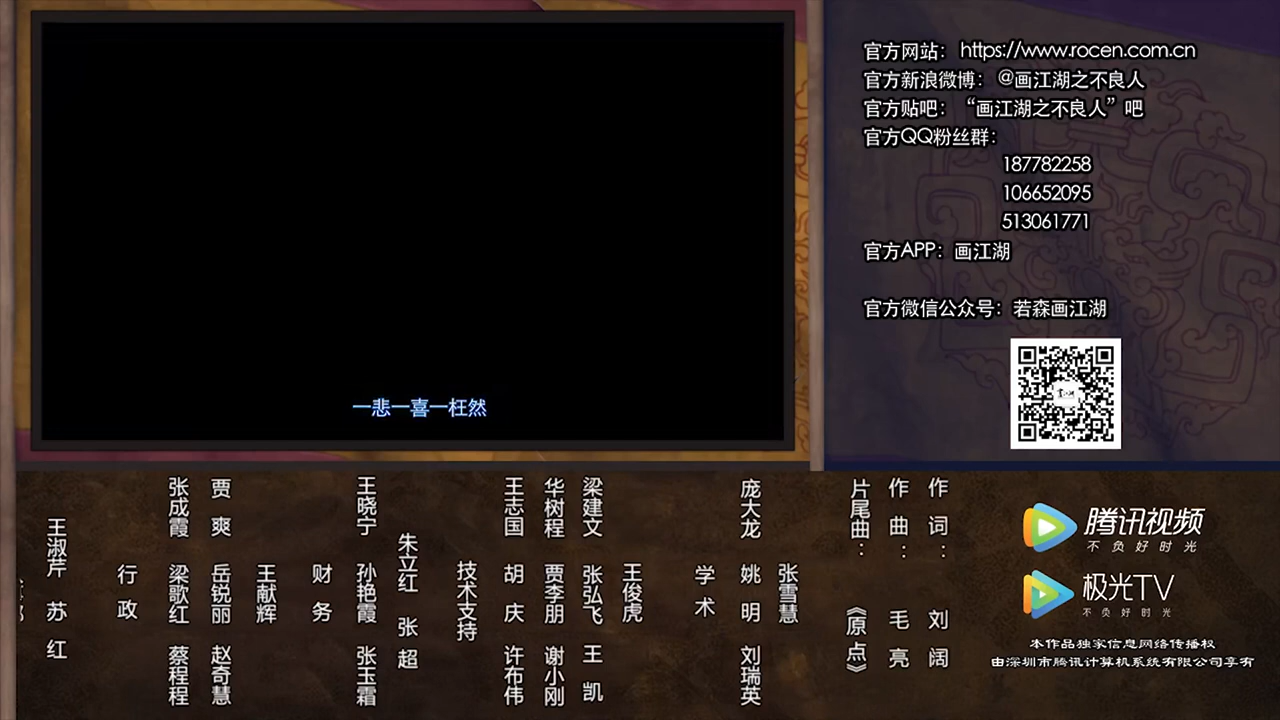 官方网站：https://www.rocen.com.cn
官方新浪微博：@画江湖之不良人
官方贴吧：“画江湖之不良人”吧
官方QQ粉丝群：
187782258
106652095
513061771
官方APP：画江湖
官方微信公众号：若森画江湖
一悲一喜一枉然
作词：刘阔
作曲：毛亮
片尾曲：《原点》
张雪慧
庞大龙 姚明 刘瑞英
学术
王俊虎
梁建文 张弘飞 王凯
华树程 贾李朋 谢小刚
王志国 胡庆 许布伟
技术支持
朱立红 张超
王晓宁 孙艳霞 张玉霜
财务
王献辉
贾爽 岳锐丽 赵奇慧
张成霞 梁歌红 蔡程程
行政
王淑芹 苏红
腾讯视频
不负好时光
极光TV
不负好时光
本作品独家信息网络传播权
由深圳市腾讯计算机系统有限公司享有